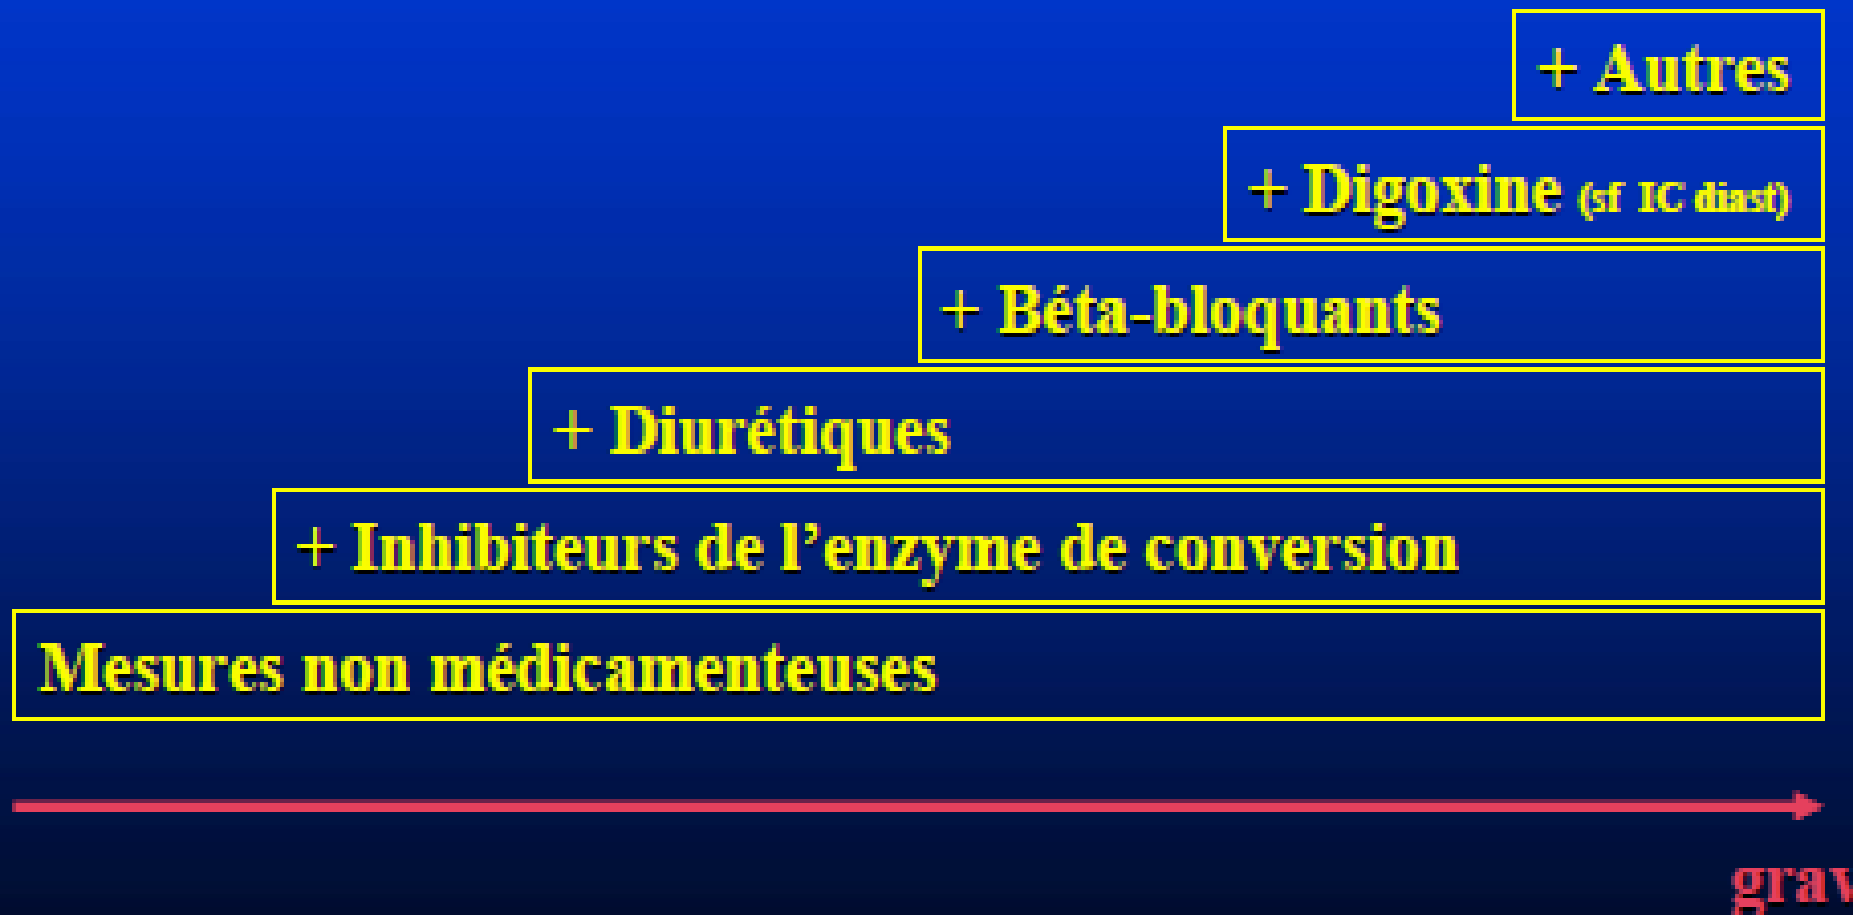 + Autres
+ Digoxine (sf IC diast)
+ Béta-bloquants
+ Diurétiques
+ Inhibiteurs de l’enzyme de conversion
Mesures non médicamenteuses